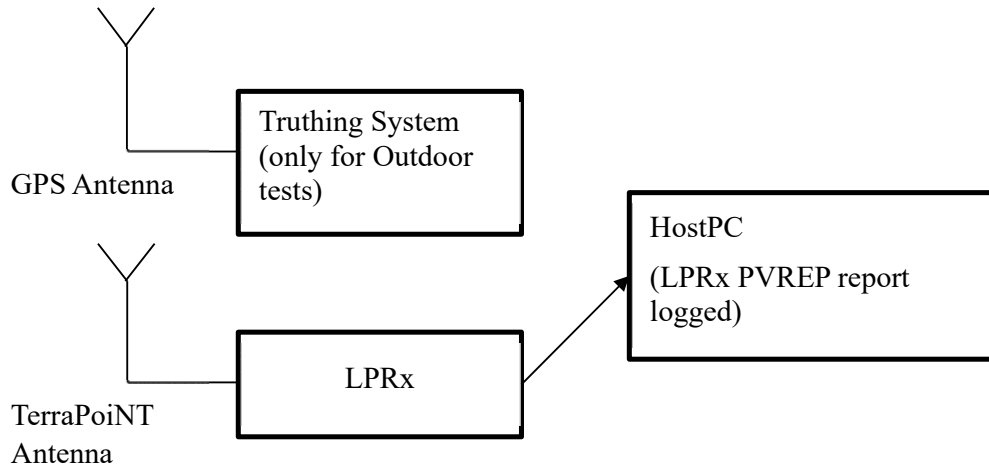 Truthing System
(only for Outdoor
tests)
GPS Antenna
HostPC
(LPRx PVREP report
logged)
LPRx
TerraPoiNT
Antenna